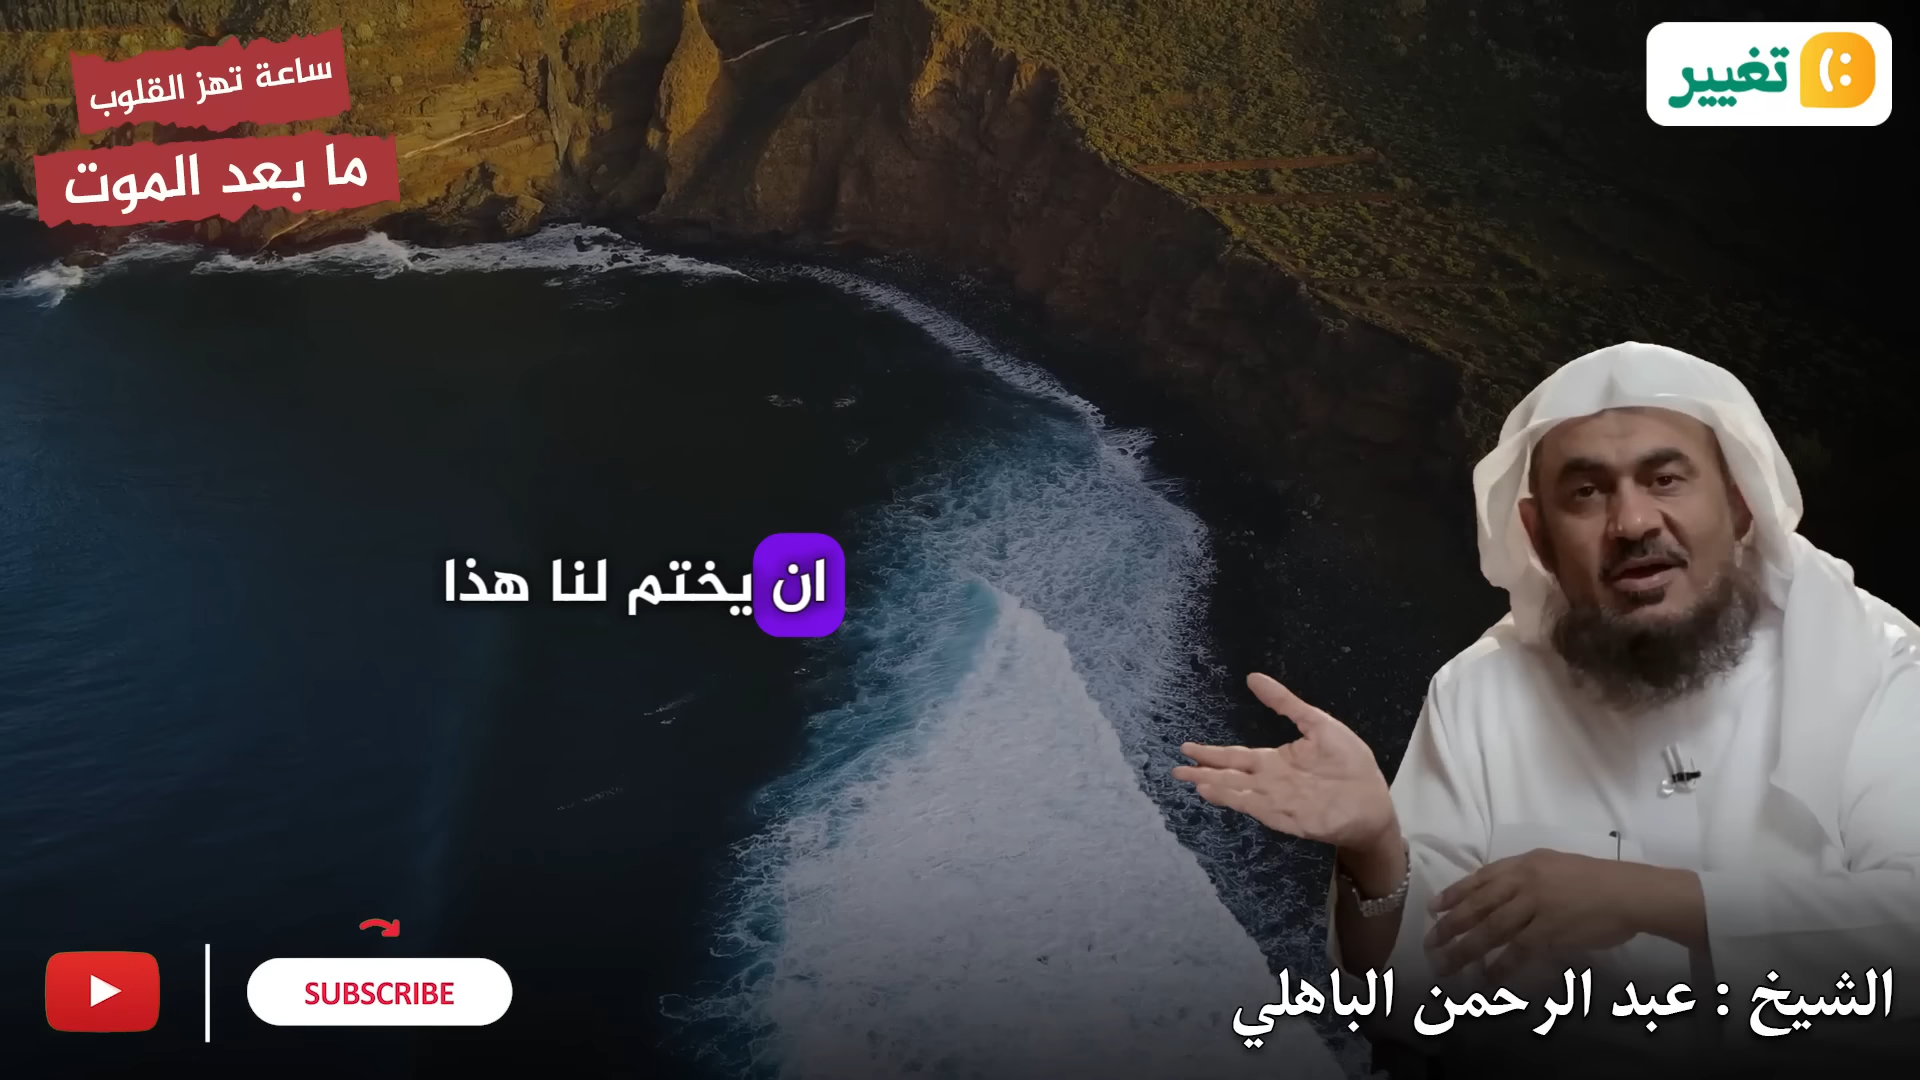 ساعة تهز القلوب
ما بعد الموت
تغيير
ان يختم لنا هذا
SUBSCRIBE
الشيخ : عبد الرحمن الباهلي